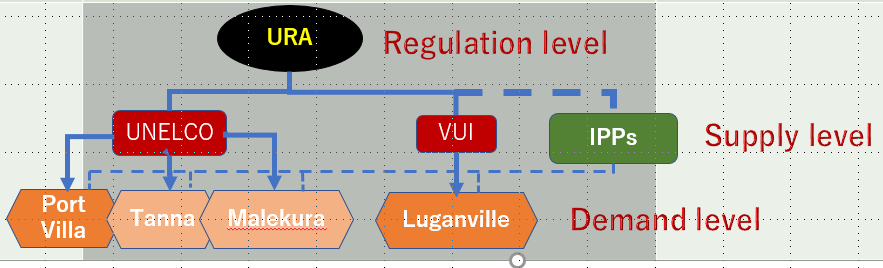 URA
Regulation level
UNELCO
VUI
IPPs
Supply level
Port
Villa
Tanna
Malekura
Luganville
Demand level